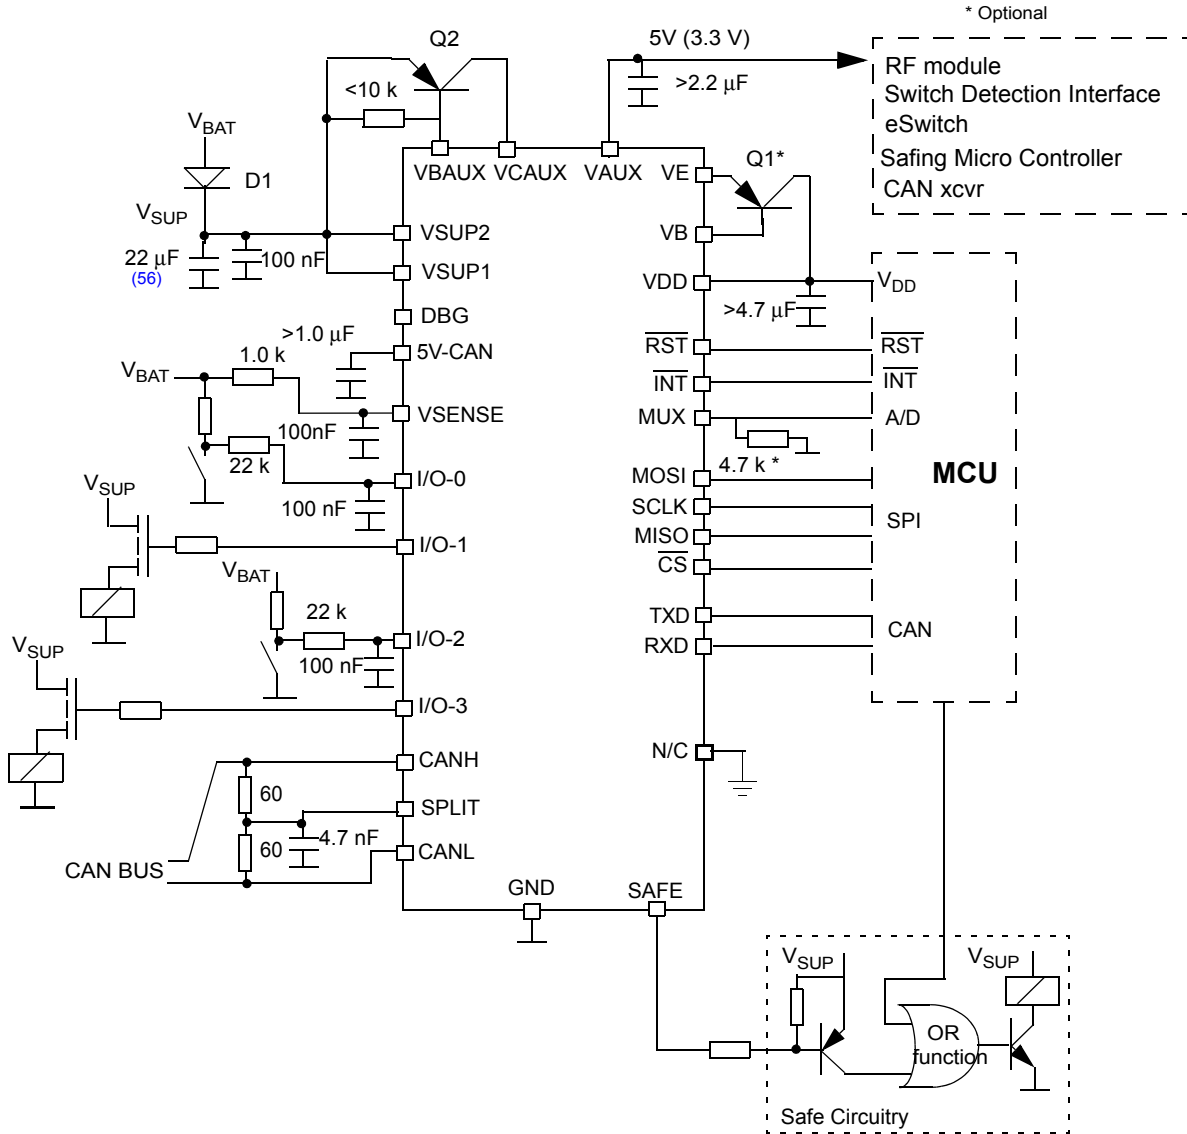 * Optional
Q2
5V (3.3 V)
RF module
Switch Detection Interface
eSwitch
Safing Micro Controller
CAN xcvr
<10 k
>2.2 μF
VBAT
D1
VSUP
22 μF
(56)
100 nF
VBAUX
VCAUX
VAUX
VE
Q1*
VB
VSUP2
VSUP1
VDD
VDD
>4.7 μF
DBG
>1.0 μF
5V-CAN
RST
RST
INT
INT
VBAT
1.0 k
VSENSE
100nF
MUX
A/D
4.7 k *
22 k
I/O-0
100 nF
MOSI
SCLK
MISO
CS
SPI
MCU
VSUP
I/O-1
VBAT
22 k
I/O-2
100 nF
TXD
RXD
CAN
VSUP
I/O-3
N/C
CANH
60
SPLIT
4.7 nF
60
CANL
CAN BUS
GND
SAFE
VSUP
VSUP
OR
function
Safe Circuitry